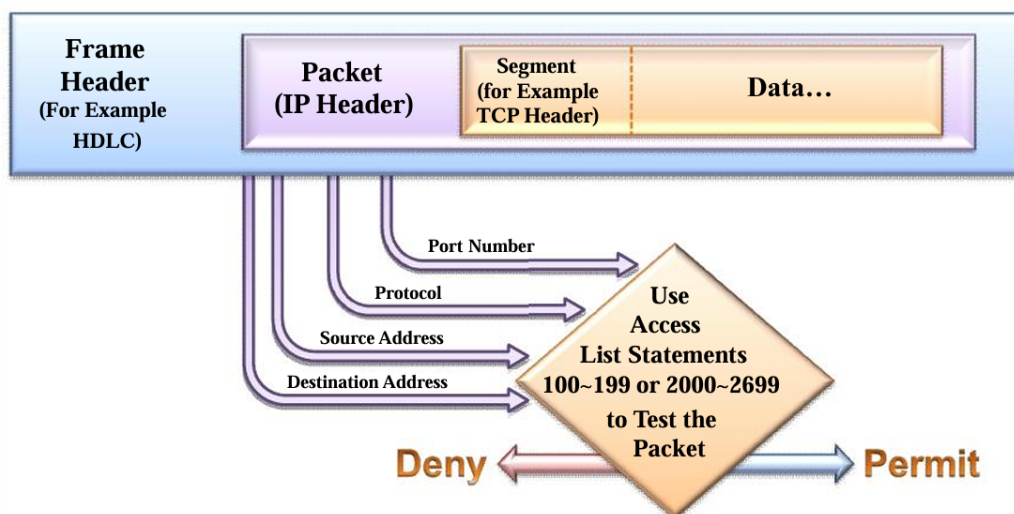 Frame
Header
(For Example
HDLC)
Packet
(IP Header)
Segment
(for Example
TCP Header)
Data…
Port Number
Protocol
Source Address
Destination Address
Use
Access
List Statements
100~199 or 2000~2699
to Test the
Packet
Deny
Permit